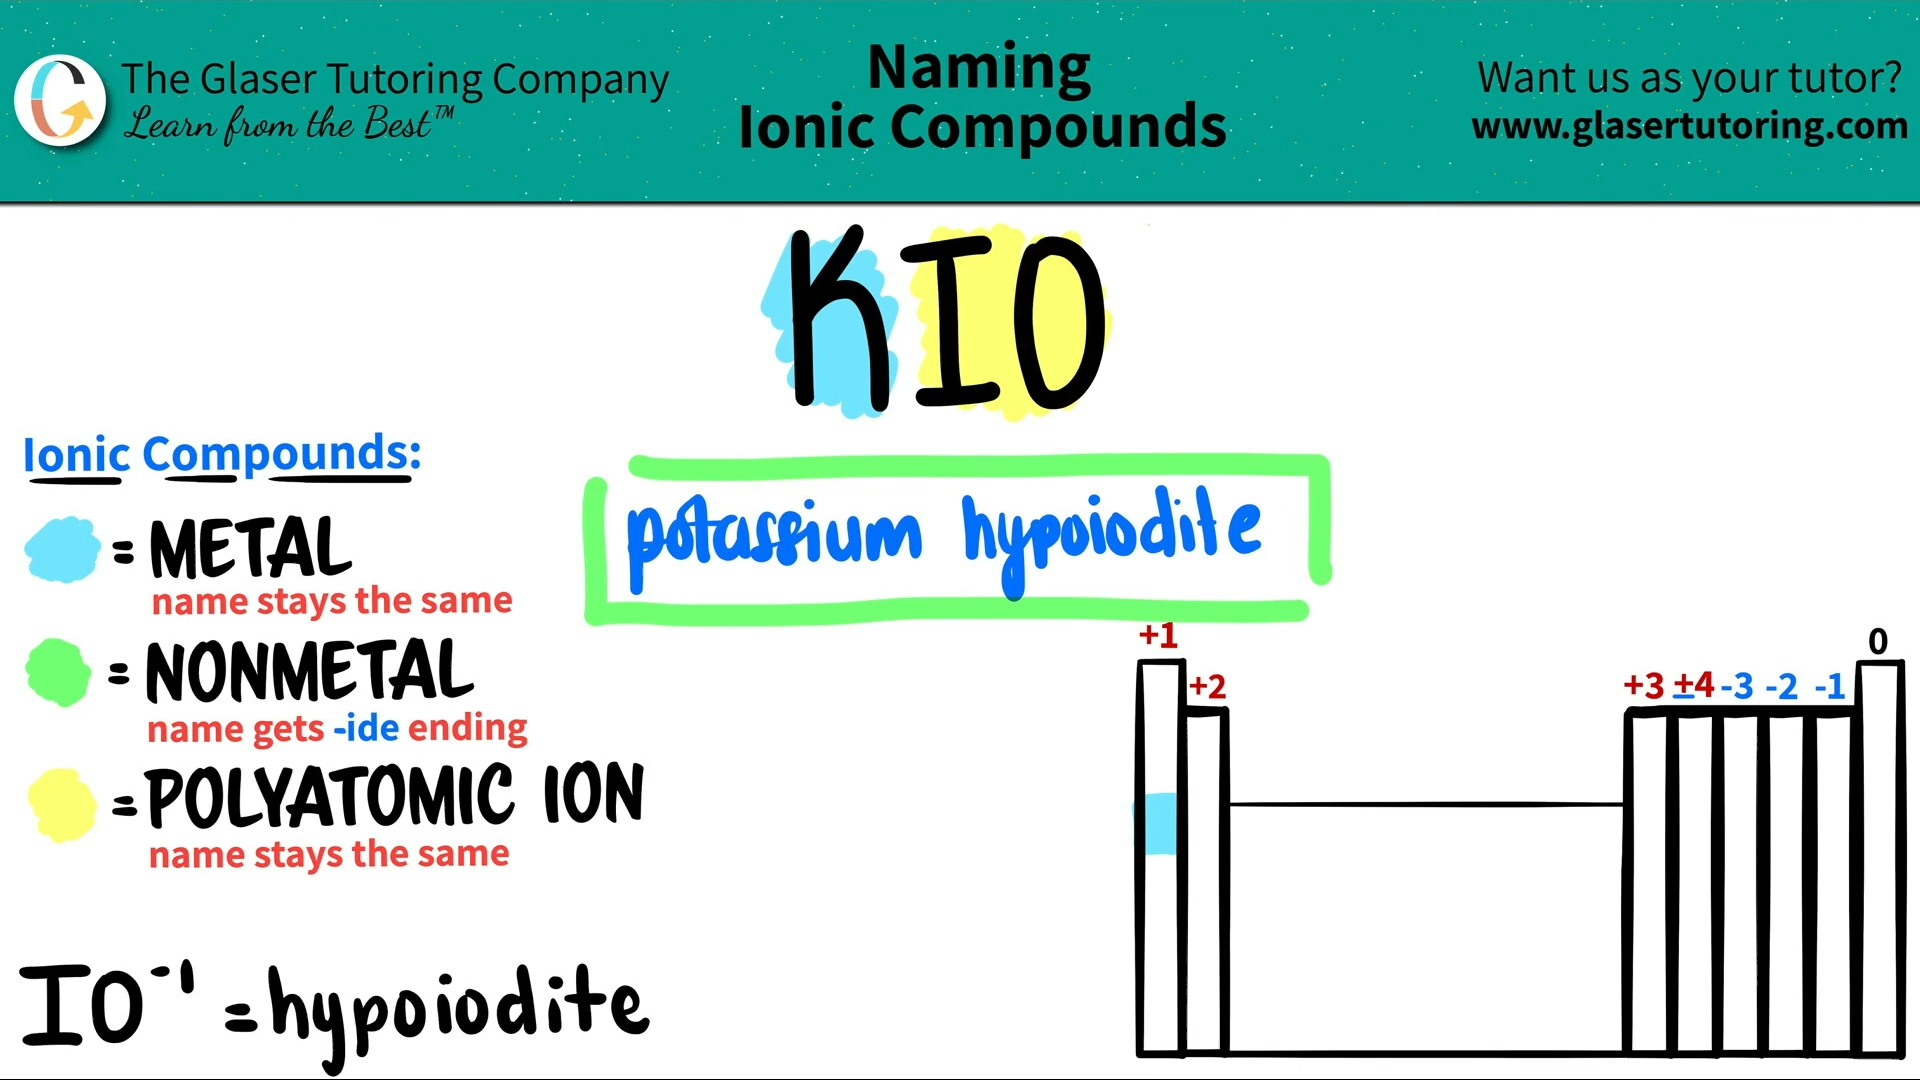 The Glaser Tutoring Company
Learn from the Best™
Naming
Ionic Compounds
Want us as your tutor?
www.glasertutoring.com
KIO
potassium hypoiodite
Ionic Compounds:
= METAL
name stays the same
= NONMETAL
name gets -ide ending
= POLYATOMIC ION
name stays the same
IO⁻¹ = hypoiodite
+1
+2
+3 ±4 -3 -2 -1
0